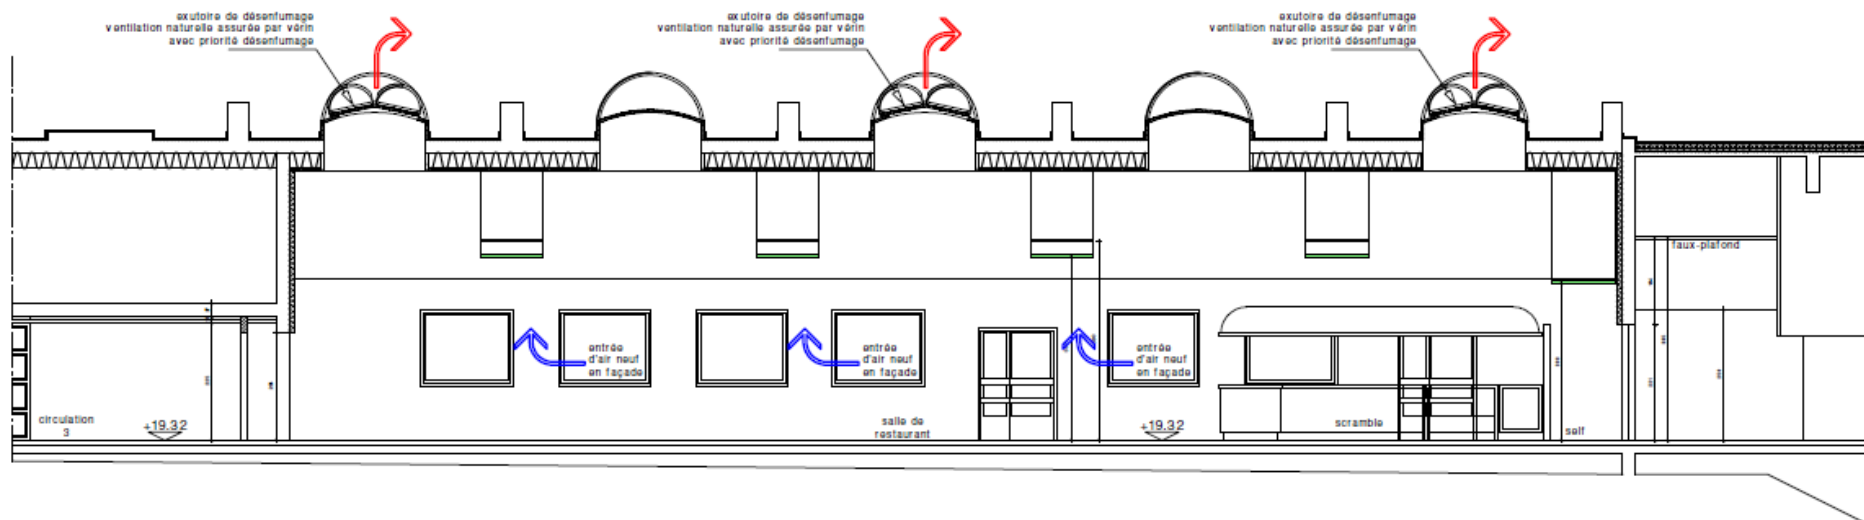 exutoire de désenfumage
ventilation naturelle assurée par vérin
avec priorité désenfumage
exutoire de désenfumage
ventilation naturelle assurée par vérin
avec priorité désenfumage
exutoire de désenfumage
ventilation naturelle assurée par vérin
avec priorité désenfumage
faux-plafond
entrée
d'air neuf
en façade
entrée
d'air neuf
en façade
entrée
d'air neuf
en façade
circulation
3
+19.32
salle de
restaurant
+19.32
scramble
self